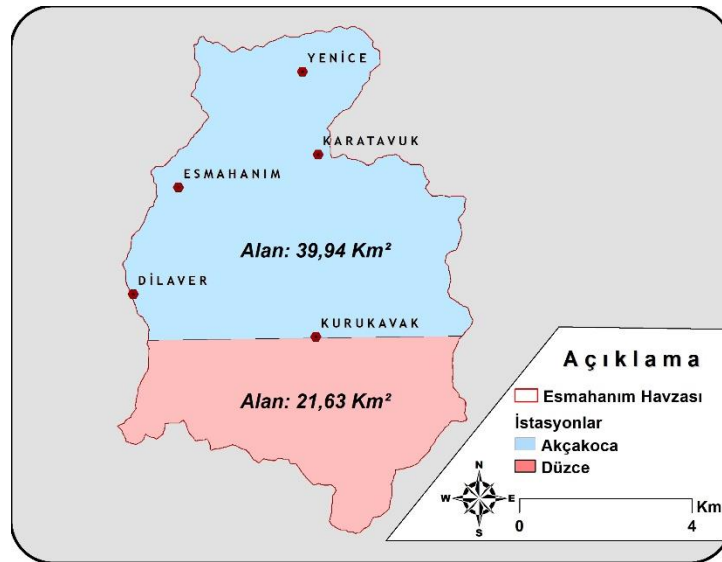 YENİCE
KARATAVUK
ESMAHANIM
Alan: 39,94 Km²
DİLAVER
KURUKAVAK
Alan: 21,63 Km²
Açıklama
Esmahanım Havzası
İstasyonlar
Akçakoca
Düzce
N
W E
S
Km
0 4